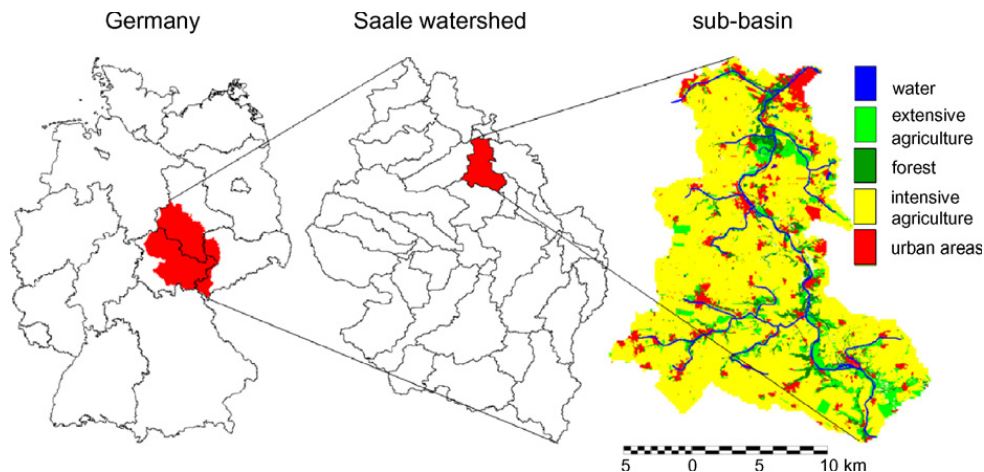 Germany
Saale watershed
sub-basin
water
extensive
agriculture
forest
intensive
agriculture
urban areas
5 0 5 10 km